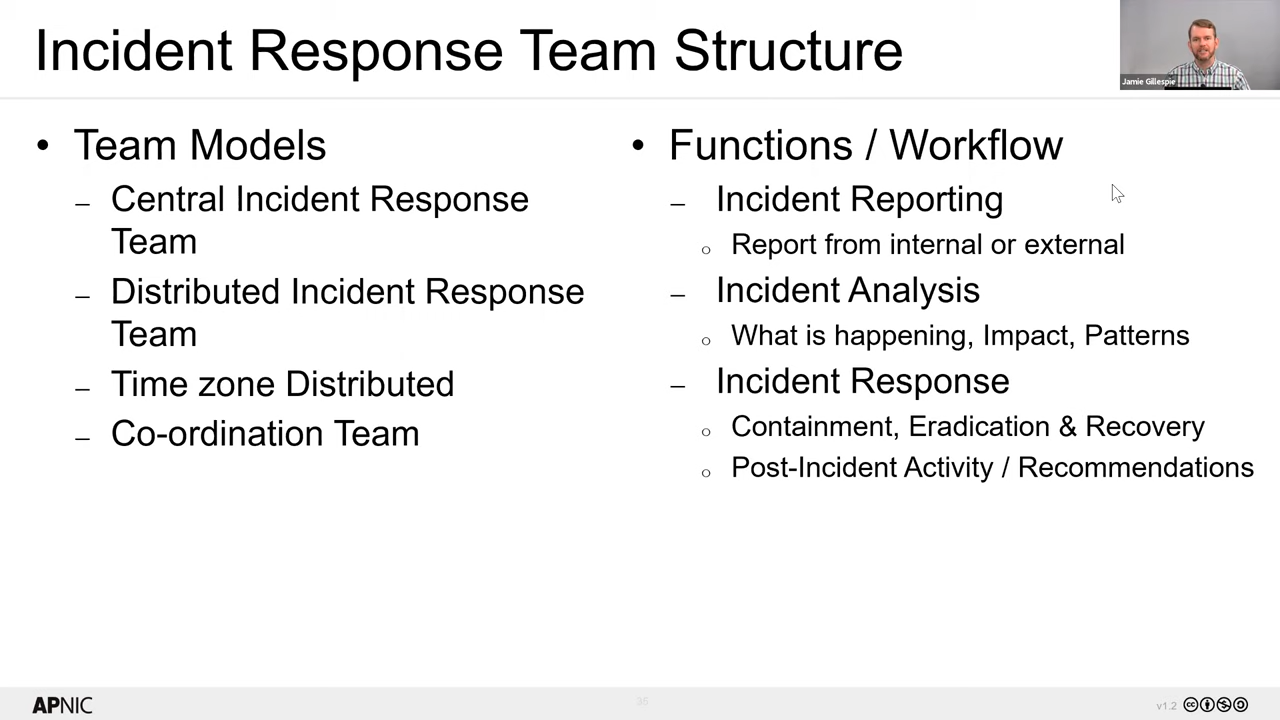 Incident Response Team Structure
Jamie Gillespie
• Team Models
– Central Incident Response
Team
– Distributed Incident Response
Team
– Time zone Distributed
– Co-ordination Team
• Functions / Workflow
– Incident Reporting
○ Report from internal or external
– Incident Analysis
○ What is happening, Impact, Patterns
– Incident Response
○ Containment, Eradication & Recovery
○ Post-Incident Activity / Recommendations
APNIC
35
v1.2